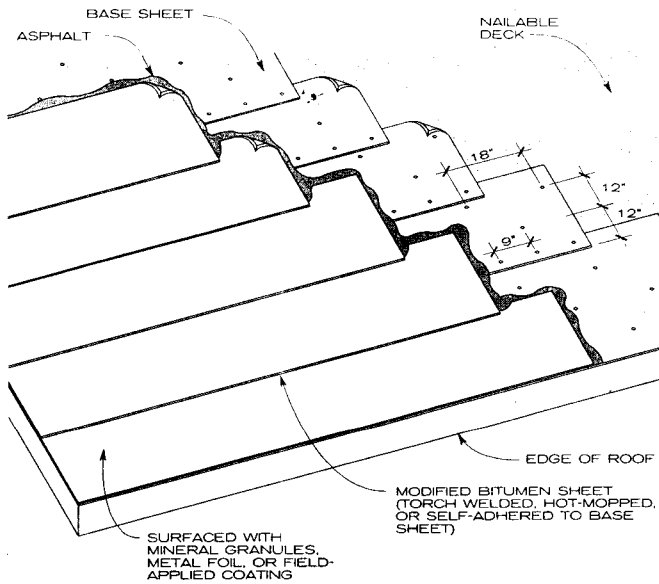 BASE SHEET
ASPHALT
NAILABLE
DECK
18"
12"
12"
9"
EDGE OF ROOF
MODIFIED BITUMEN SHEET
(TORCH WELDED, HOT-MOPPED,
OR SELF-ADHERED TO BASE
SHEET)
SURFACED WITH
MINERAL GRANULES,
METAL FOIL, OR FIELD-
APPLIED COATING